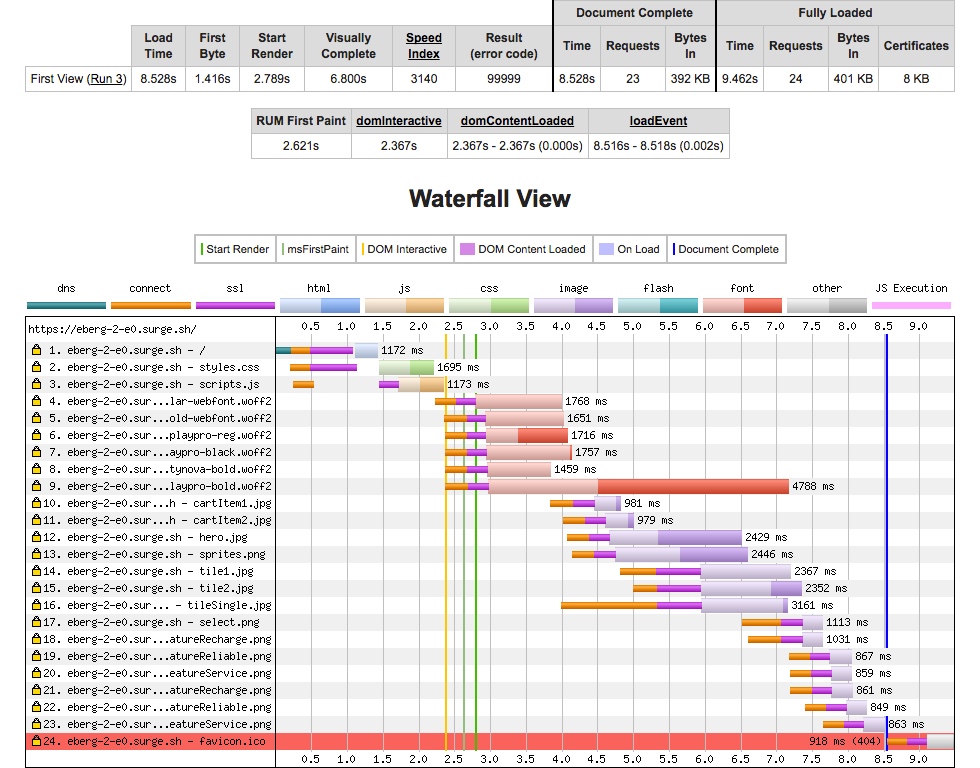 Document Complete Fully Loaded
Load Time First Byte Start Render Visually Complete Speed Index Result (error code) Time Requests Bytes In Time Requests Bytes In Certificates
First View (Run 3) 8.528s 1.416s 2.789s 6.800s 3140 99999 8.528s 23 392 KB 9.462s 24 401 KB 8 KB
RUM First Paint domInteractive domContentLoaded loadEvent
2.621s 2.367s 2.367s - 2.367s (0.000s) 8.516s - 8.518s (0.002s)
Waterfall View
Start Render msFirstPaint DOM Interactive DOM Content Loaded On Load Document Complete
dns connect ssl html js css image flash font other JS Execution
https://eberg-2-e0.surge.sh/ 0.5 1.0 1.5 2.0 2.5 3.0 3.5 4.0 4.5 5.0 5.5 6.0 6.5 7.0 7.5 8.0 8.5 9.0
1. eberg-2-e0.surge.sh - / 1172 ms
2. eberg-2-e0.surge.sh - styles.css 1695 ms
3. eberg-2-e0.surge.sh - scripts.js 1173 ms
4. eberg-2-e0.sur...lar-webfont.woff2 1768 ms
5. eberg-2-e0.sur...old-webfont.woff2 1651 ms
6. eberg-2-e0.sur...playpro-reg.woff2 1716 ms
7. eberg-2-e0.sur...aypro-black.woff2 1757 ms
8. eberg-2-e0.sur...tynova-bold.woff2 1459 ms
9. eberg-2-e0.sur...laypro-bold.woff2 4788 ms
10. eberg-2-e0.sur...h - cartItem1.jpg 981 ms
11. eberg-2-e0.sur...h - cartItem2.jpg 979 ms
12. eberg-2-e0.surge.sh - hero.jpg 2429 ms
13. eberg-2-e0.surge.sh - sprites.png 2446 ms
14. eberg-2-e0.surge.sh - tile1.jpg 2367 ms
15. eberg-2-e0.surge.sh - tile2.jpg 2352 ms
16. eberg-2-e0.sur... - tileSingle.jpg 3161 ms
17. eberg-2-e0.surge.sh - select.png 1113 ms
18. eberg-2-e0.sur...atureRecharge.png 1031 ms
19. eberg-2-e0.sur...atureReliable.png 867 ms
20. eberg-2-e0.sur...eatureService.png 859 ms
21. eberg-2-e0.sur...atureRecharge.png 861 ms
22. eberg-2-e0.sur...atureReliable.png 849 ms
23. eberg-2-e0.sur...eatureService.png 863 ms
24. eberg-2-e0.surge.sh - favicon.ico 918 ms (404)
0.5 1.0 1.5 2.0 2.5 3.0 3.5 4.0 4.5 5.0 5.5 6.0 6.5 7.0 7.5 8.0 8.5 9.0